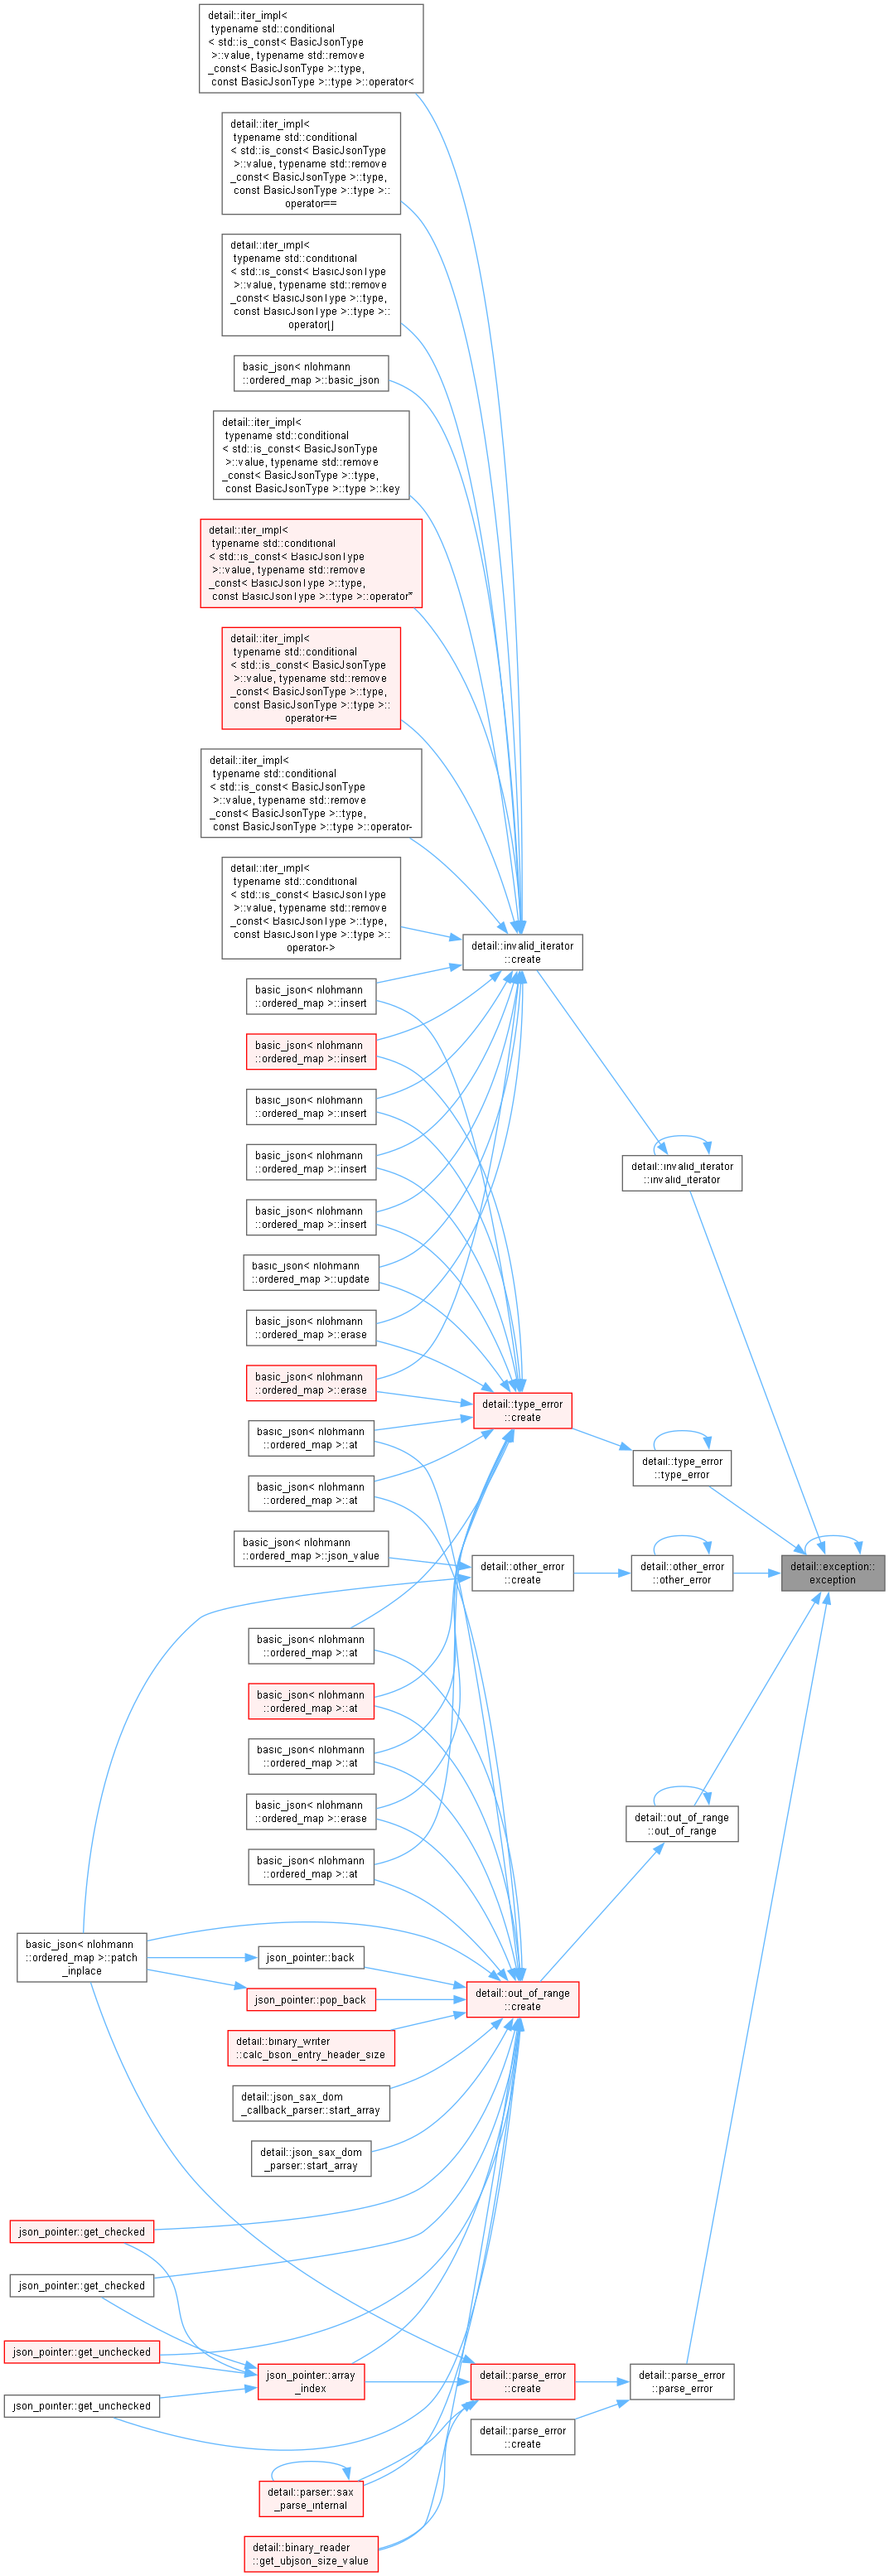 detail::iter_impl<
typename std::conditional
< std::is_const< BasicJsonType
>::value, typename std::remove
_const< BasicJsonType >::type,
const BasicJsonType >::type >::operator<
detail::iter_impl<
typename std::conditional
< std::is_const< BasicJsonType
>::value, typename std::remove
_const< BasicJsonType >::type,
const BasicJsonType >::type >::
operator==
detail::iter_impl<
typename std::conditional
< std::is_const< BasicJsonType
>::value, typename std::remove
_const< BasicJsonType >::type,
const BasicJsonType >::type >::
operator[]
basic_json< nlohmann
::ordered_map >::basic_json
detail::iter_impl<
typename std::conditional
< std::is_const< BasicJsonType
>::value, typename std::remove
_const< BasicJsonType >::type,
const BasicJsonType >::type >::key
detail::iter_impl<
typename std::conditional
< std::is_const< BasicJsonType
>::value, typename std::remove
_const< BasicJsonType >::type,
const BasicJsonType >::type >::operator*
detail::iter_impl<
typename std::conditional
< std::is_const< BasicJsonType
>::value, typename std::remove
_const< BasicJsonType >::type,
const BasicJsonType >::type >::
operator+=
detail::iter_impl<
typename std::conditional
< std::is_const< BasicJsonType
>::value, typename std::remove
_const< BasicJsonType >::type,
const BasicJsonType >::type >::operator-
detail::iter_impl<
typename std::conditional
< std::is_const< BasicJsonType
>::value, typename std::remove
_const< BasicJsonType >::type,
const BasicJsonType >::type >::
operator->
detail::invalid_iterator
::create
basic_json< nlohmann
::ordered_map >::insert
basic_json< nlohmann
::ordered_map >::insert
basic_json< nlohmann
::ordered_map >::insert
basic_json< nlohmann
::ordered_map >::insert
detail::invalid_iterator
::invalid_iterator
basic_json< nlohmann
::ordered_map >::insert
basic_json< nlohmann
::ordered_map >::update
basic_json< nlohmann
::ordered_map >::erase
basic_json< nlohmann
::ordered_map >::erase
detail::type_error
::create
basic_json< nlohmann
::ordered_map >::at
detail::type_error
::type_error
basic_json< nlohmann
::ordered_map >::at
basic_json< nlohmann
::ordered_map >::json_value
detail::other_error
::create
detail::other_error
::other_error
detail::exception::
exception
basic_json< nlohmann
::ordered_map >::at
basic_json< nlohmann
::ordered_map >::at
basic_json< nlohmann
::ordered_map >::at
basic_json< nlohmann
::ordered_map >::erase
detail::out_of_range
::out_of_range
basic_json< nlohmann
::ordered_map >::at
basic_json< nlohmann
::ordered_map >::patch
_inplace
json_pointer::back
json_pointer::pop_back
detail::out_of_range
::create
detail::binary_writer
::calc_bson_entry_header_size
detail::json_sax_dom
_callback_parser::start_array
detail::json_sax_dom
_parser::start_array
json_pointer::get_checked
json_pointer::get_checked
json_pointer::get_unchecked
json_pointer::array
_index
detail::parse_error
::create
detail::parse_error
::parse_error
json_pointer::get_unchecked
detail::parse_error
::create
detail::parser::sax
_parse_internal
detail::binary_reader
::get_ubjson_size_value